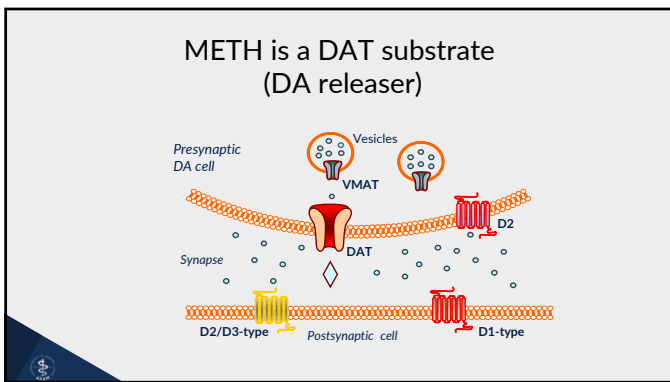 METH is a DAT substrate
(DA releaser)
Vesicles
Presynaptic
DA cell
VMAT
D2
DAT
Synapse
D2/D3-type
Postsynaptic cell
D1-type
ASAM